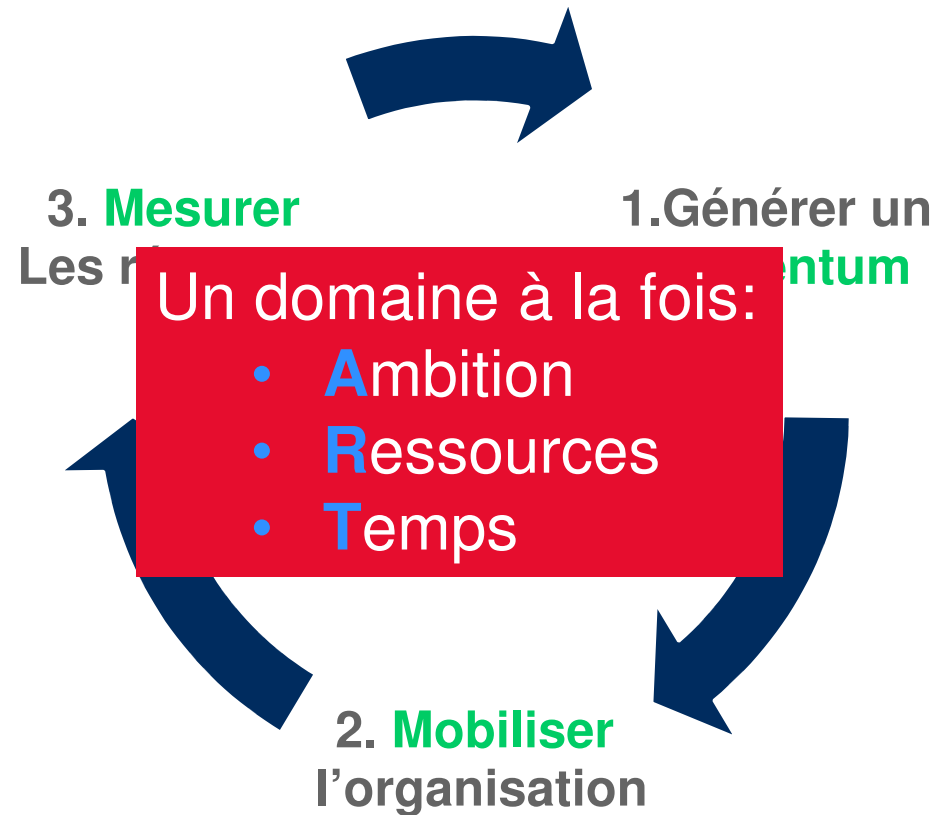 3. Mesurer
Les
1.Générer un
entum
Un domaine à la fois:
• Ambition
• Ressources
• Temps
2. Mobiliser
l’organisation